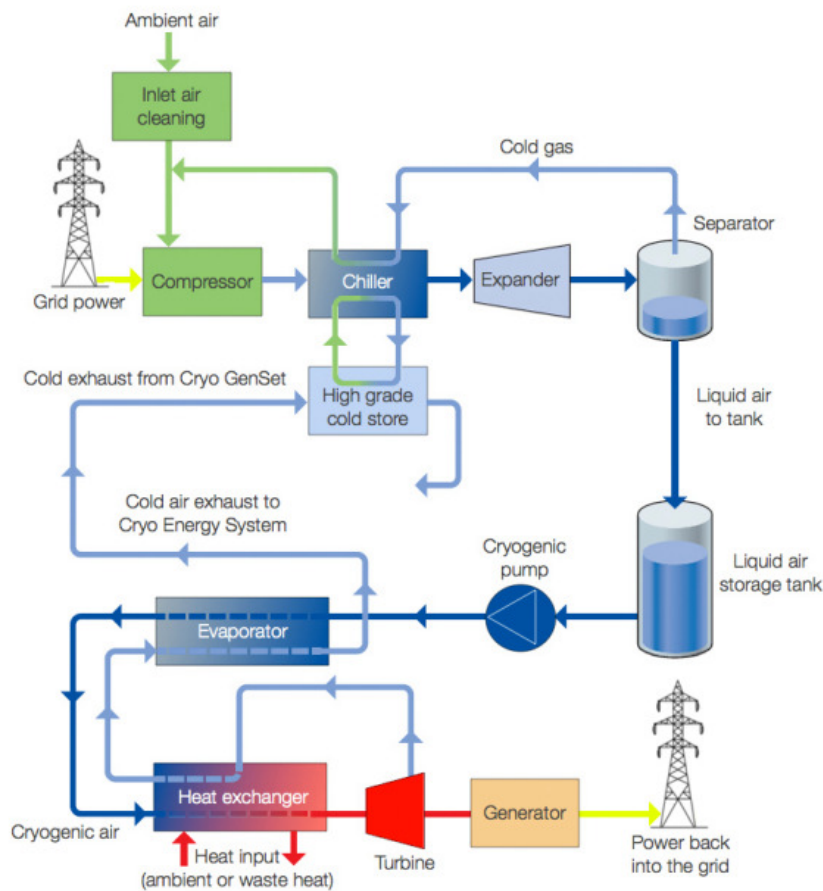 Ambient air
Inlet air
cleaning
Cold gas
Separator
Grid power
Compressor
Chiller
Expander
Cold exhaust from Cryo GenSet
High grade
cold store
Liquid air
to tank
Cold air exhaust to
Cryo Energy System
Cryogenic
pump
Liquid air
storage tank
Evaporator
Heat exchanger
Generator
Cryogenic air
Heat input
(ambient or waste heat)
Turbine
Power back
into the grid